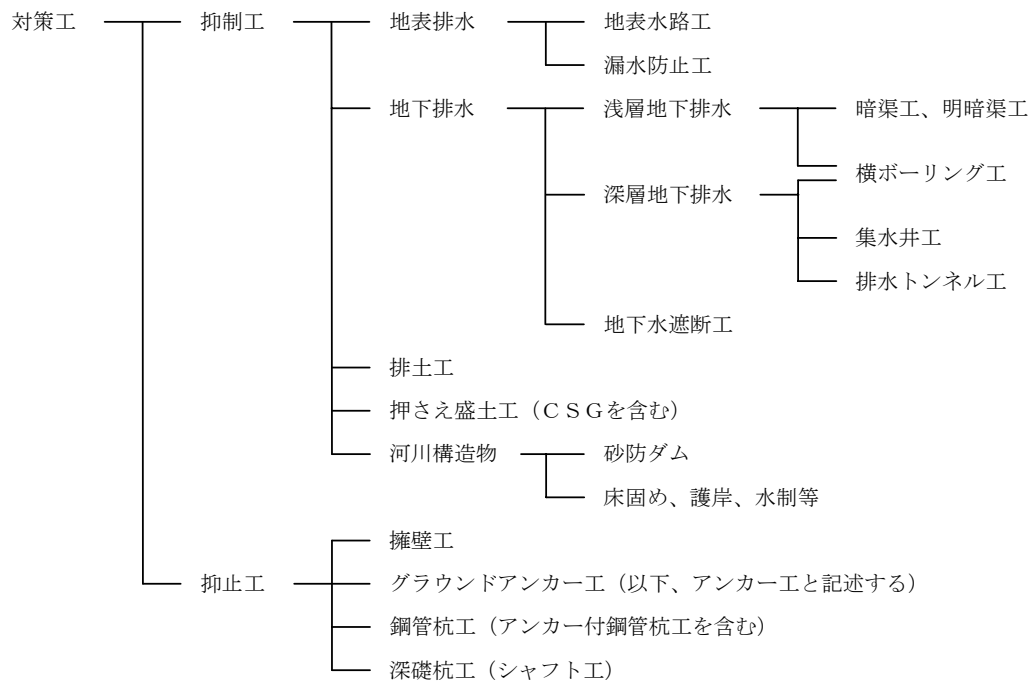 対策工 抑制工 地表排水 地表水路工
漏水防止工
地下排水 浅層地下排水 暗渠工、明暗渠工
横ボーリング工
深層地下排水
集水井工
排水トンネル工
地下水遮断工
排土工
押さえ盛土工（ＣＳＧを含む）
河川構造物 砂防ダム
床固め、護岸、水制等
擁壁工
抑止工 グラウンドアンカー工（以下、アンカー工と記述する）
鋼管杭工（アンカー付鋼管杭工を含む）
深礎杭工（シャフト工）